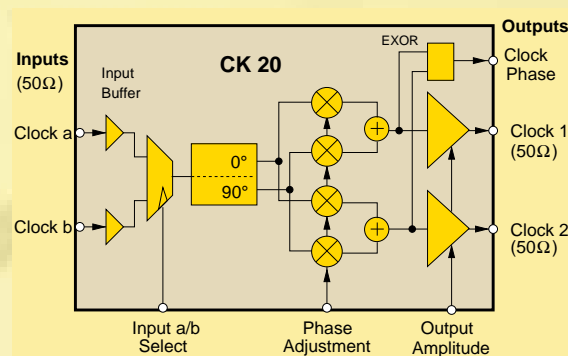 Inputs
(50Ω)
Clock a
Clock b
Input
Buffer
CK 20
0°
90°
EXOR
Outputs
Clock
Phase
Clock 1
(50Ω)
Clock 2
(50Ω)
Input a/b
Select
Phase
Adjustment
Output
Amplitude